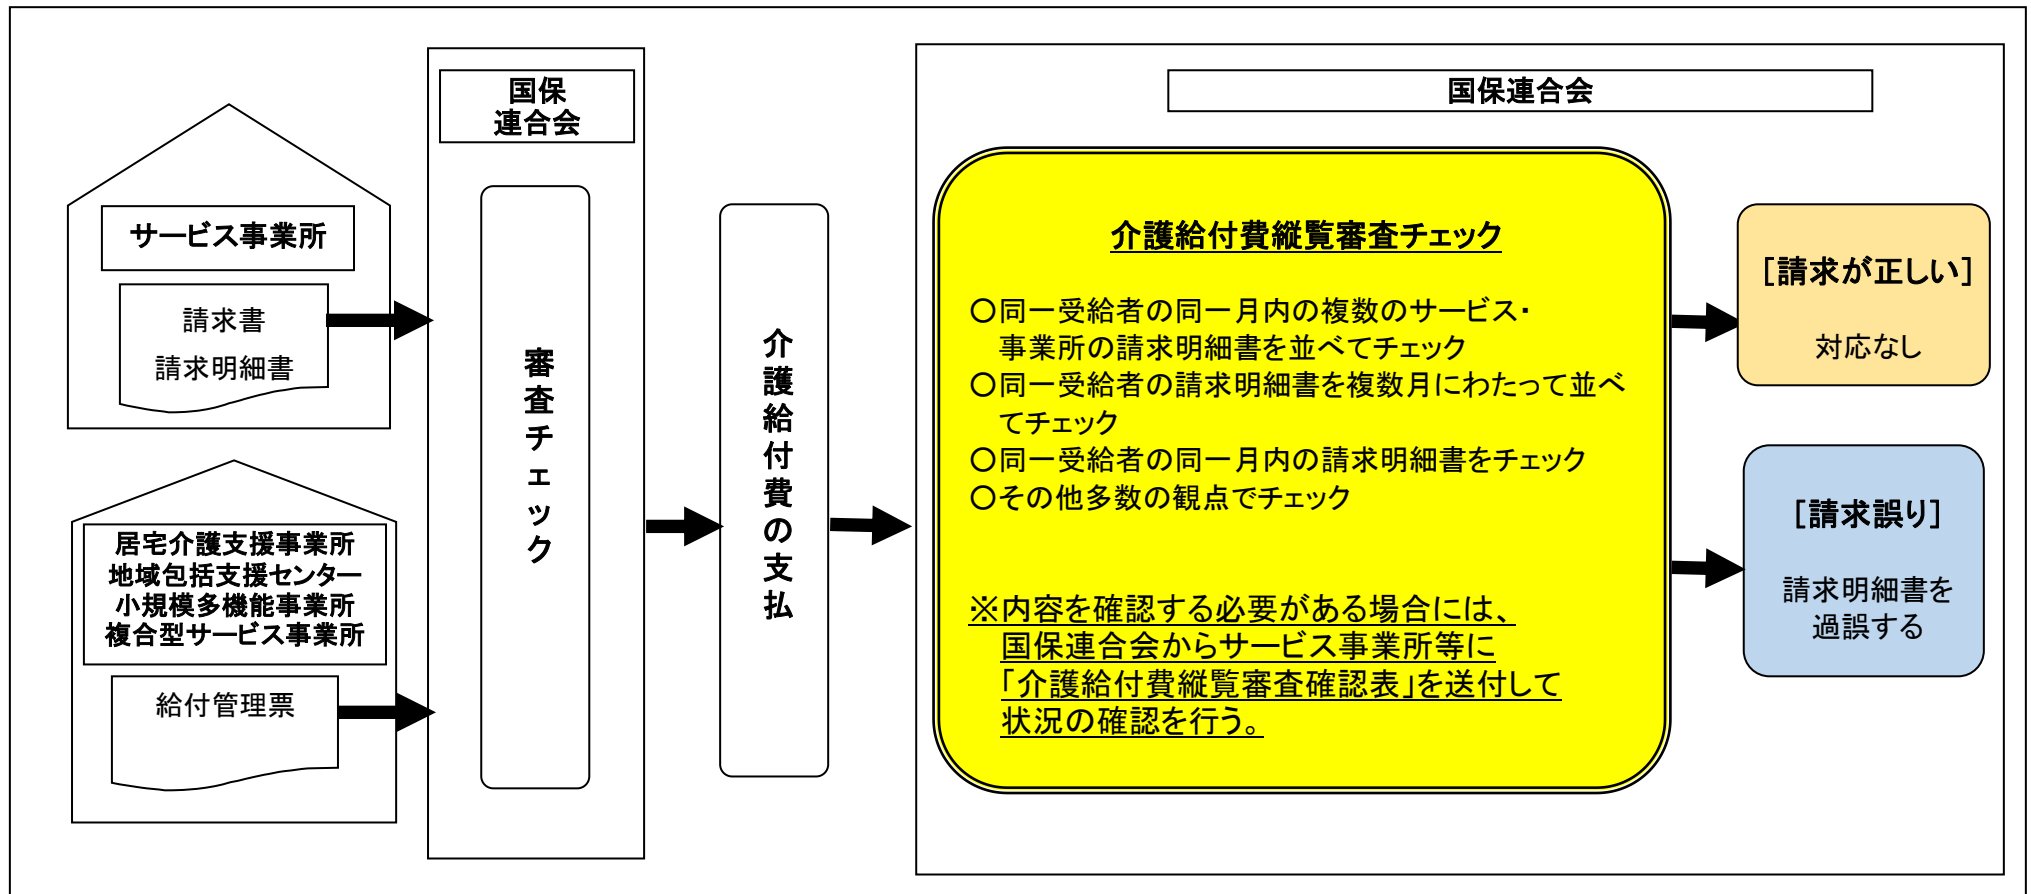 サービス事業所
請求書
請求明細書
居宅介護支援事業所
地域包括支援センター
小規模多機能事業所
複合型サービス事業所
給付管理票
国保
連合会
審査チェック
介護給付費の支払
国保連合会
介護給付費縦覧審査チェック
〇同一受給者の同一月内の複数のサービス・
事業所の請求明細書を並べてチェック
〇同一受給者の請求明細書を複数月にわたって並べ
てチェック
〇同一受給者の同一月内の請求明細書をチェック
〇その他多数の観点でチェック
※内容を確認する必要がある場合には、
国保連合会からサービス事業所等に
「介護給付費縦覧審査確認表」を送付して
状況の確認を行う。
[請求が正しい]
対応なし
[請求誤り]
請求明細書を
過誤する